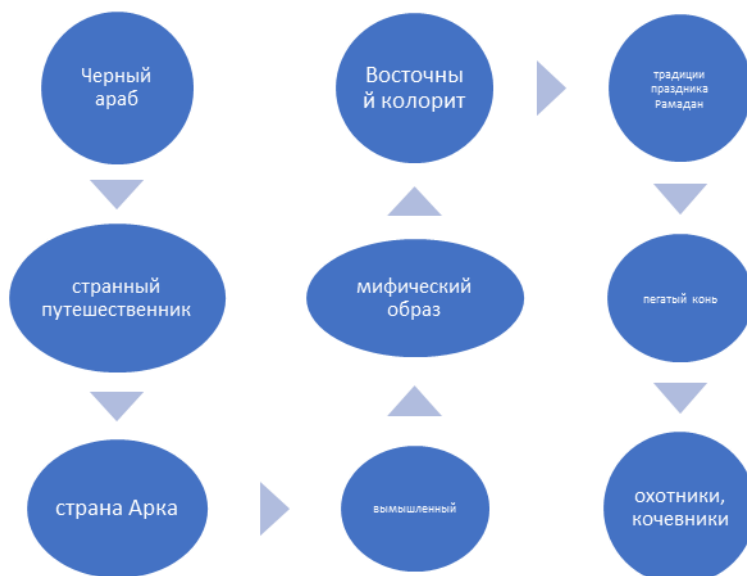 Черный
араб
странный
путешественник
страна Арка
вымышленный
мифический
образ
Восточны
й колорит
традиции
праздника
Рамадан
пегатый конь
охотники,
кочевники